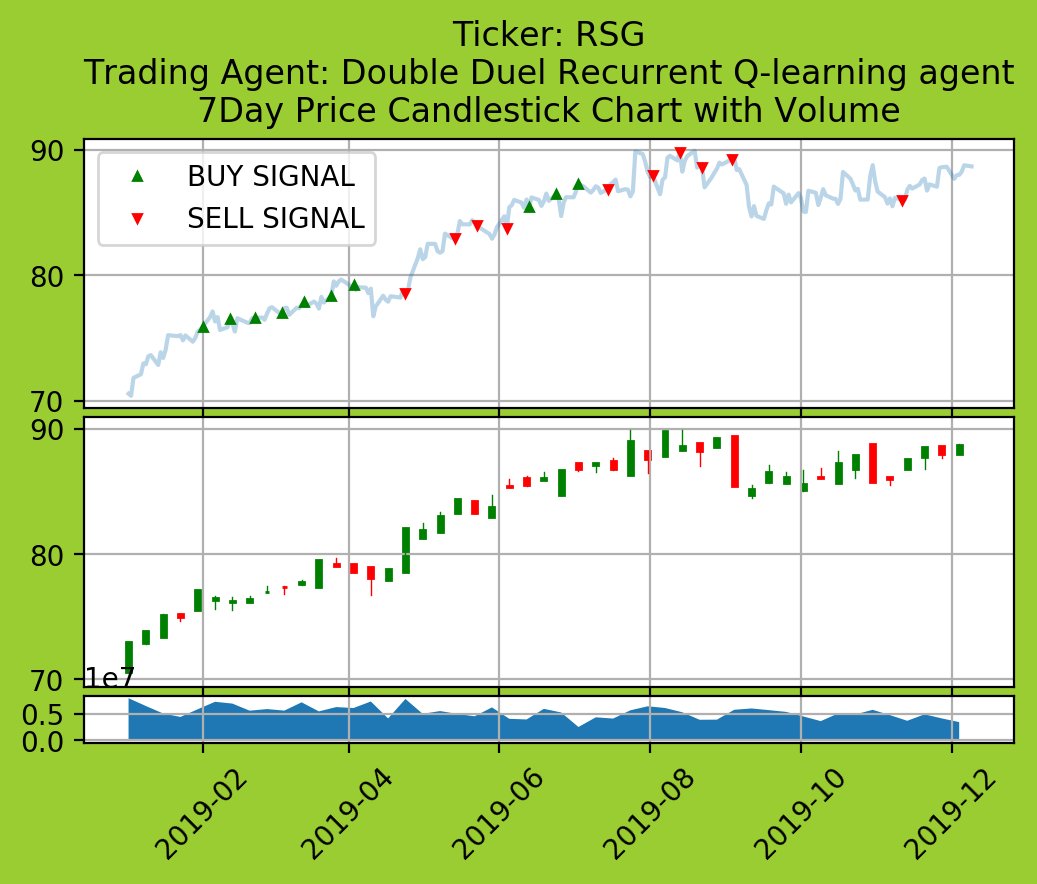 Ticker: RSG
Trading Agent: Double Duel Recurrent Q-learning agent
7Day Price Candlestick Chart with Volume
90
BUY SIGNAL
SELL SIGNAL
80
70
90
80
70
1e7
0.5
0.0
2019-02
2019-04
2019-06
2019-08
2019-10
2019-12